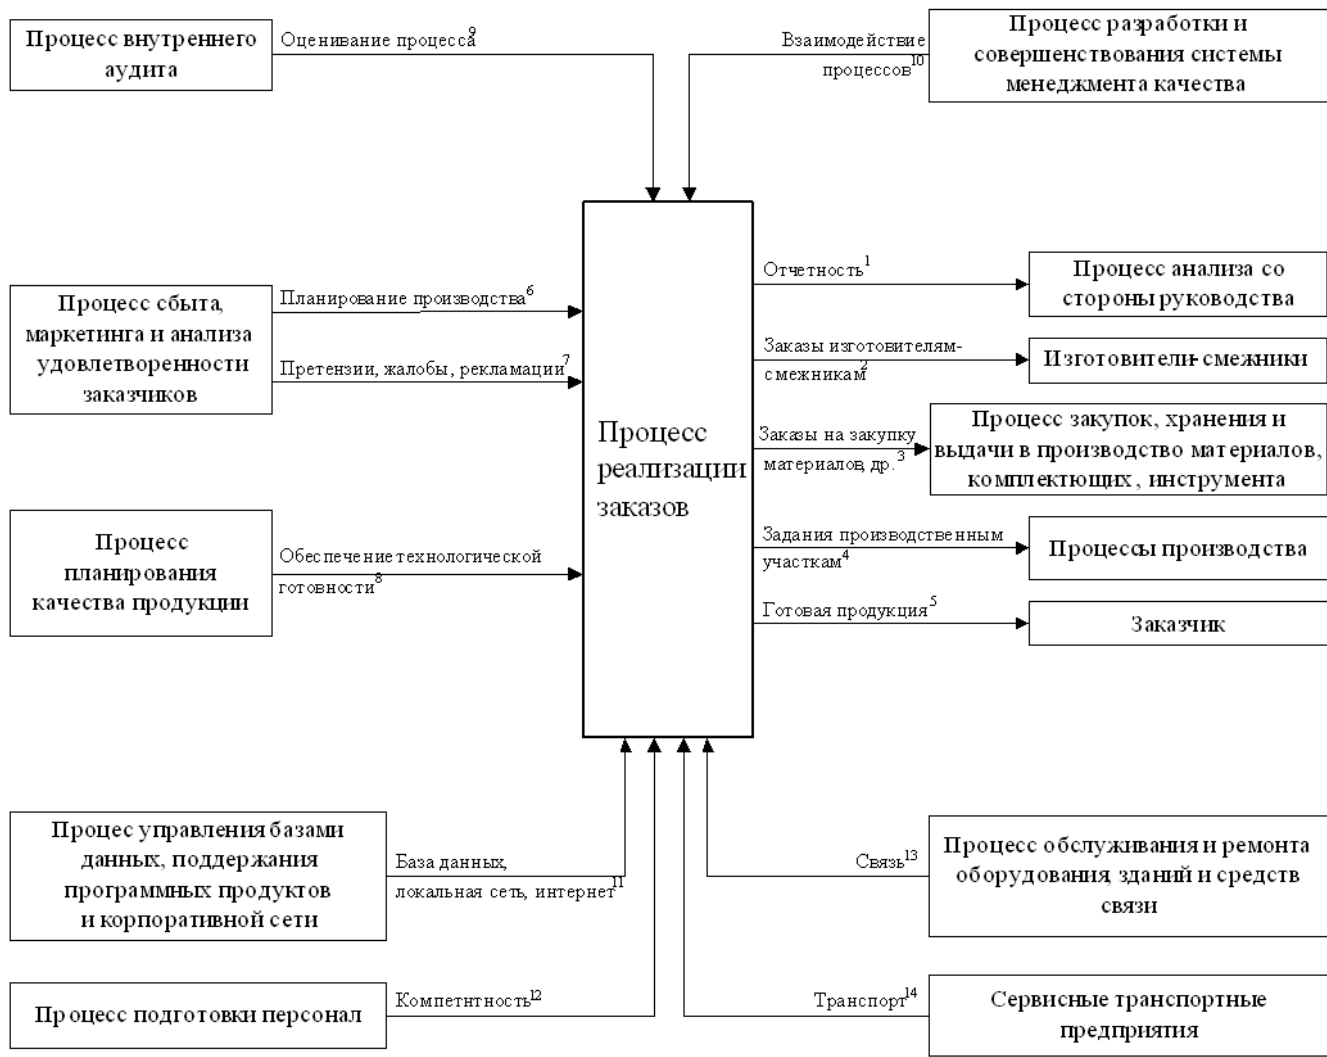 Процесс внутреннего
аудита
Оценивание процесса9
Взаимодействие
процессов10
Процесс разработки и
совершенствования системы
менеджмента качества
Процесс сбыта,
маркетинга и анализа
удовлетворенности
заказчиков
Планирование производства6
Претензии, жалобы, рекламации7
Процесс
планирования
качества продукции
Обеспечение технологической
готовности8
Процесс
реализации
заказов
Отчетность1
Процесс анализа со
стороны руководства
Заказы изготовителям-
смежникам2
Изготовители-смежники
Заказы на закупку
материалов, др.3
Процесс закупок, хранения и
выдачи в производство материалов,
комплектющих, инструмента
Задания производственным
участкам4
Процессы производства
Готовая продукция5
Заказчик
Процес управления базами
данных, поддержания
программных продуктов
и корпоративной сети
База данных,
локальная сеть, интернет11
Связь13
Процесс обслуживания и ремонта
оборудования, зданий и средств
связи
Процесс подготовки персонал
Компетнтность12
Транспорт14
Сервисные транспортные
предприятия